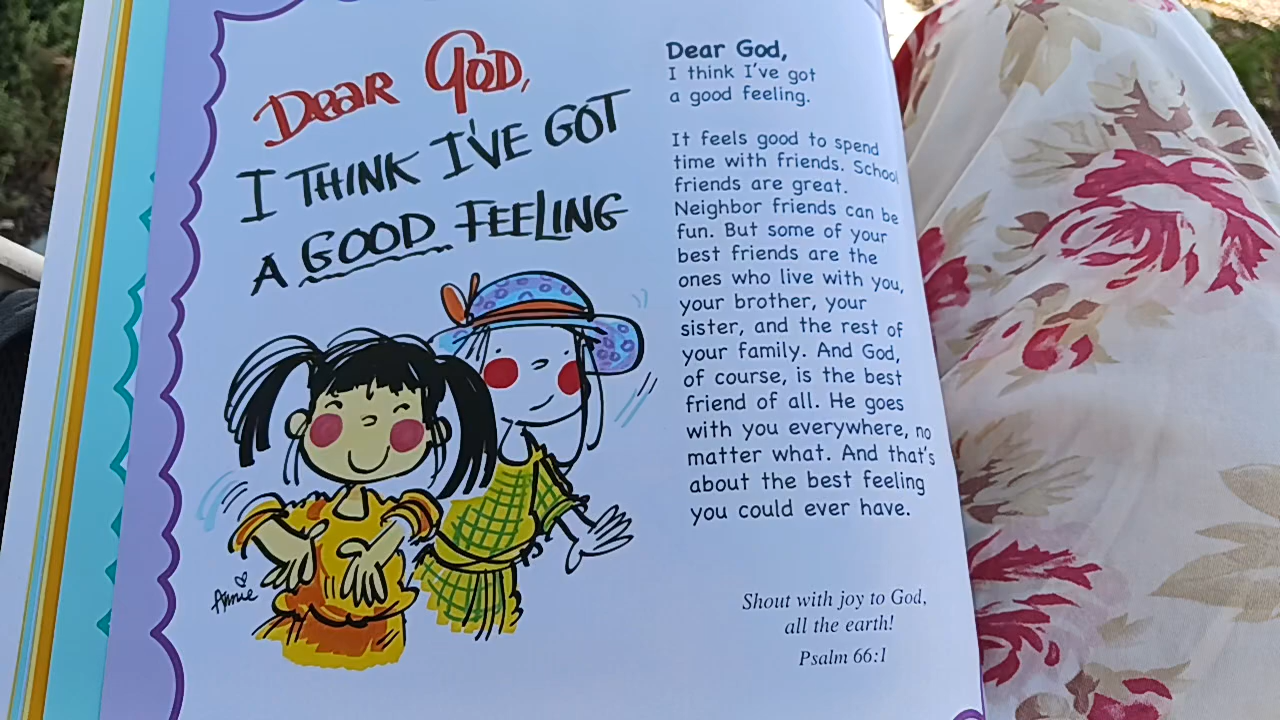 DEAR GOD,
I THINK I'VE GOT
A GOOD FEELING
Annie
Dear God,
I think I've got
a good feeling.
It feels good to spend
time with friends. School
friends are great.
Neighbor friends can be
fun. But some of your
best friends are the
ones who live with you,
your brother, your
sister, and the rest of
your family. And God,
of course, is the best
friend of all. He goes
with you everywhere, no
matter what. And that's
about the best feeling
you could ever have.
Shout with joy to God,
all the earth!
Psalm 66:1